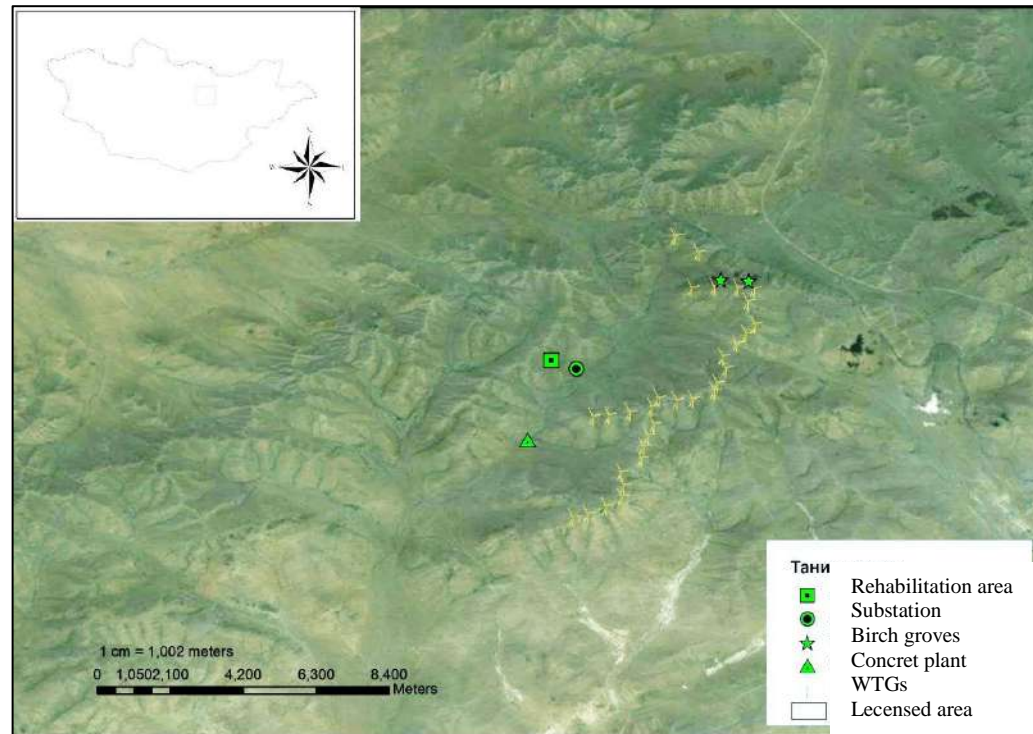 W
1 cm = 1,002 meters
0 1,0502,100 4,200 6,300 8,400
Meters
Тани
Rehabilitation area
Substation
Birch groves
Concret plant
WTGs
Lecensed area